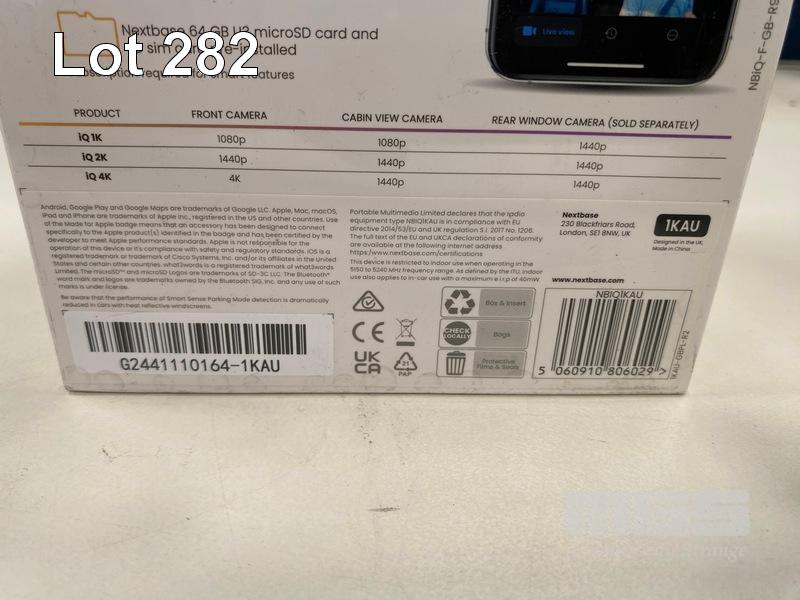 Nextbase 64 GB U3 microSD card and
sim
installed
required for smart features
Lot 282
Live view
NBiQ-F-GB-R9
PRODUCT FRONT CAMERA CABIN VIEW CAMERA REAR WINDOW CAMERA (SOLD SEPARATELY)
iQ 1K 1080p 1080p 1440p
iQ 2K 1440p 1440p 1440p
iQ 4K 4K 1440p 1440p
Android, Google Play and Google Maps are trademarks of Google LLC. Apple, Mac, macOS,
iPod and iPhone are trademarks of Apple Inc., registered in the US and other countries. Use
of the Made for Apple badge means that an accessory has been designed to connect
specifically to the Apple product(s) identified in the badge and has been certified by the
developer to meet Apple performance standards. Apple is not responsible for the
operation of this device or its compliance with safety and regulatory standards. iOS is a
registered trademark or trademark of Cisco Systems, Inc. and/or its affiliates in the United
States and certain other countries. what3words is a registered trademark of what3words
Limited. The microSD™ and microSD Logos are trademarks of SD-3C LLC. The Bluetooth®
word mark and logos are trademarks owned by the Bluetooth SIG, Inc. and any use of such
marks is under license.
Be aware that the performance of Smart Sense Parking Mode detection is dramatically
reduced in cars with heat reflective windscreens.
G2441110164-1KAU
Portable Multimedia Limited declares that the radio
equipment type NBIQ1KAU is in compliance with EU
directive 2014/53/EU and UK regulation S.I. 2017 No. 1206.
The full text of the EU and UKCA declarations of conformity
are available at the following internet address
https:/www.nextbase.com/certifications
This device is restricted to indoor use when operating in the
5150 to 5240 MHz frequency range. As defined by the ITU, indoor
use also applies to in-car use with a maximum e.i.r.p of 40mW.
Nextbase
230 Blackfriars Road,
London, SE1 8NW, UK
1KAU
Designed in the UK,
Made in China
www.nextbase.com
CE
UK
CA
21
PAP
Box & Insert
CHECK
LOCALLY
Bags
Protective
Films & Seals
NBIQ1KAU
5 060910 806029 >
1KAU-GBPL-R2